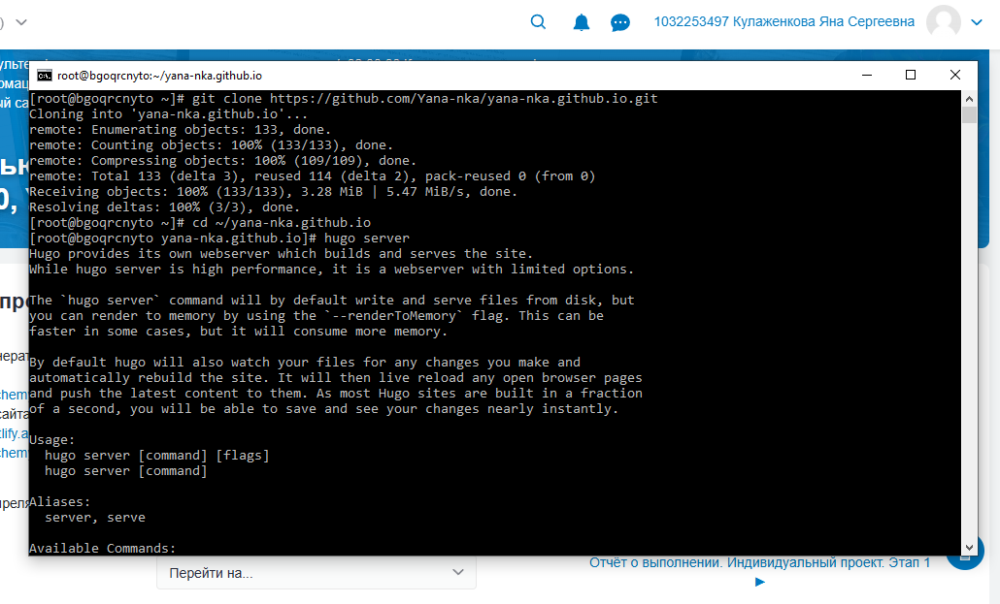 1032253497 Кулаженкова Яна Сергеевна
root@bgoqrcnyto:~/yana-nka.github.io
[root@bgoqrcnyto ~]# git clone https://github.com/Yana-nka/yana-nka.github.io.git
Cloning into 'yana-nka.github.io'...
remote: Enumerating objects: 133, done.
remote: Counting objects: 100% (133/133), done.
remote: Compressing objects: 100% (109/109), done.
remote: Total 133 (delta 3), reused 114 (delta 2), pack-reused 0 (from 0)
Receiving objects: 100% (133/133), 3.28 MiB | 5.47 MiB/s, done.
Resolving deltas: 100% (3/3), done.
[root@bgoqrcnyto ~]# cd ~/yana-nka.github.io
[root@bgoqrcnyto yana-nka.github.io]# hugo server
Hugo provides its own webserver which builds and serves the site.
While hugo server is high performance, it is a webserver with limited options.
The `hugo server` command will by default write and serve files from disk, but
you can render to memory by using the `--renderToMemory` flag. This can be
faster in some cases, but it will consume more memory.
By default hugo will also watch your files for any changes you make and
automatically rebuild the site. It will then live reload any open browser pages
and push the latest content to them. As most Hugo sites are built in a fraction
of a second, you will be able to save and see your changes nearly instantly.
Usage:
hugo server [command] [flags]
hugo server [command]
Aliases:
server, serve
Available Commands:
Перейти на...
Отчёт о выполнении. Индивидуальный проект. Этап 1